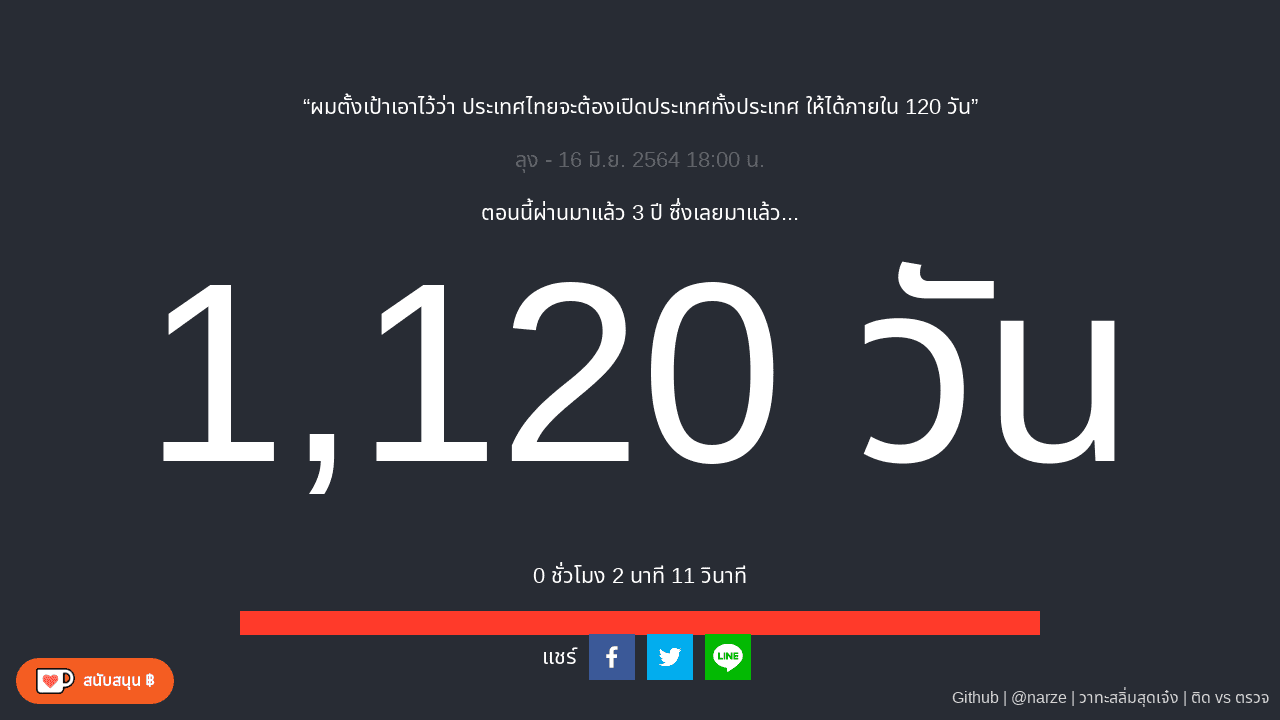 “ผมตั้งเป้าเอาไว้ว่า ประเทศไทยจะต้องเปิดประเทศทั้งประเทศ ให้ได้ภายใน 120 วัน”
ลุง - 16 มิ.ย. 2564 18:00 น.
ตอนนี้ผ่านมาแล้ว 3 ปี ซึ่งเลยมาแล้ว...
1,120 วัน
0 ชั่วโมง 2 นาที 11 วินาที
แชร์
LINE
สนับสนุน ฿
Github | @narze | วาทะสลิ่มสุดเจ๋ง | ติด vs ตรวจ